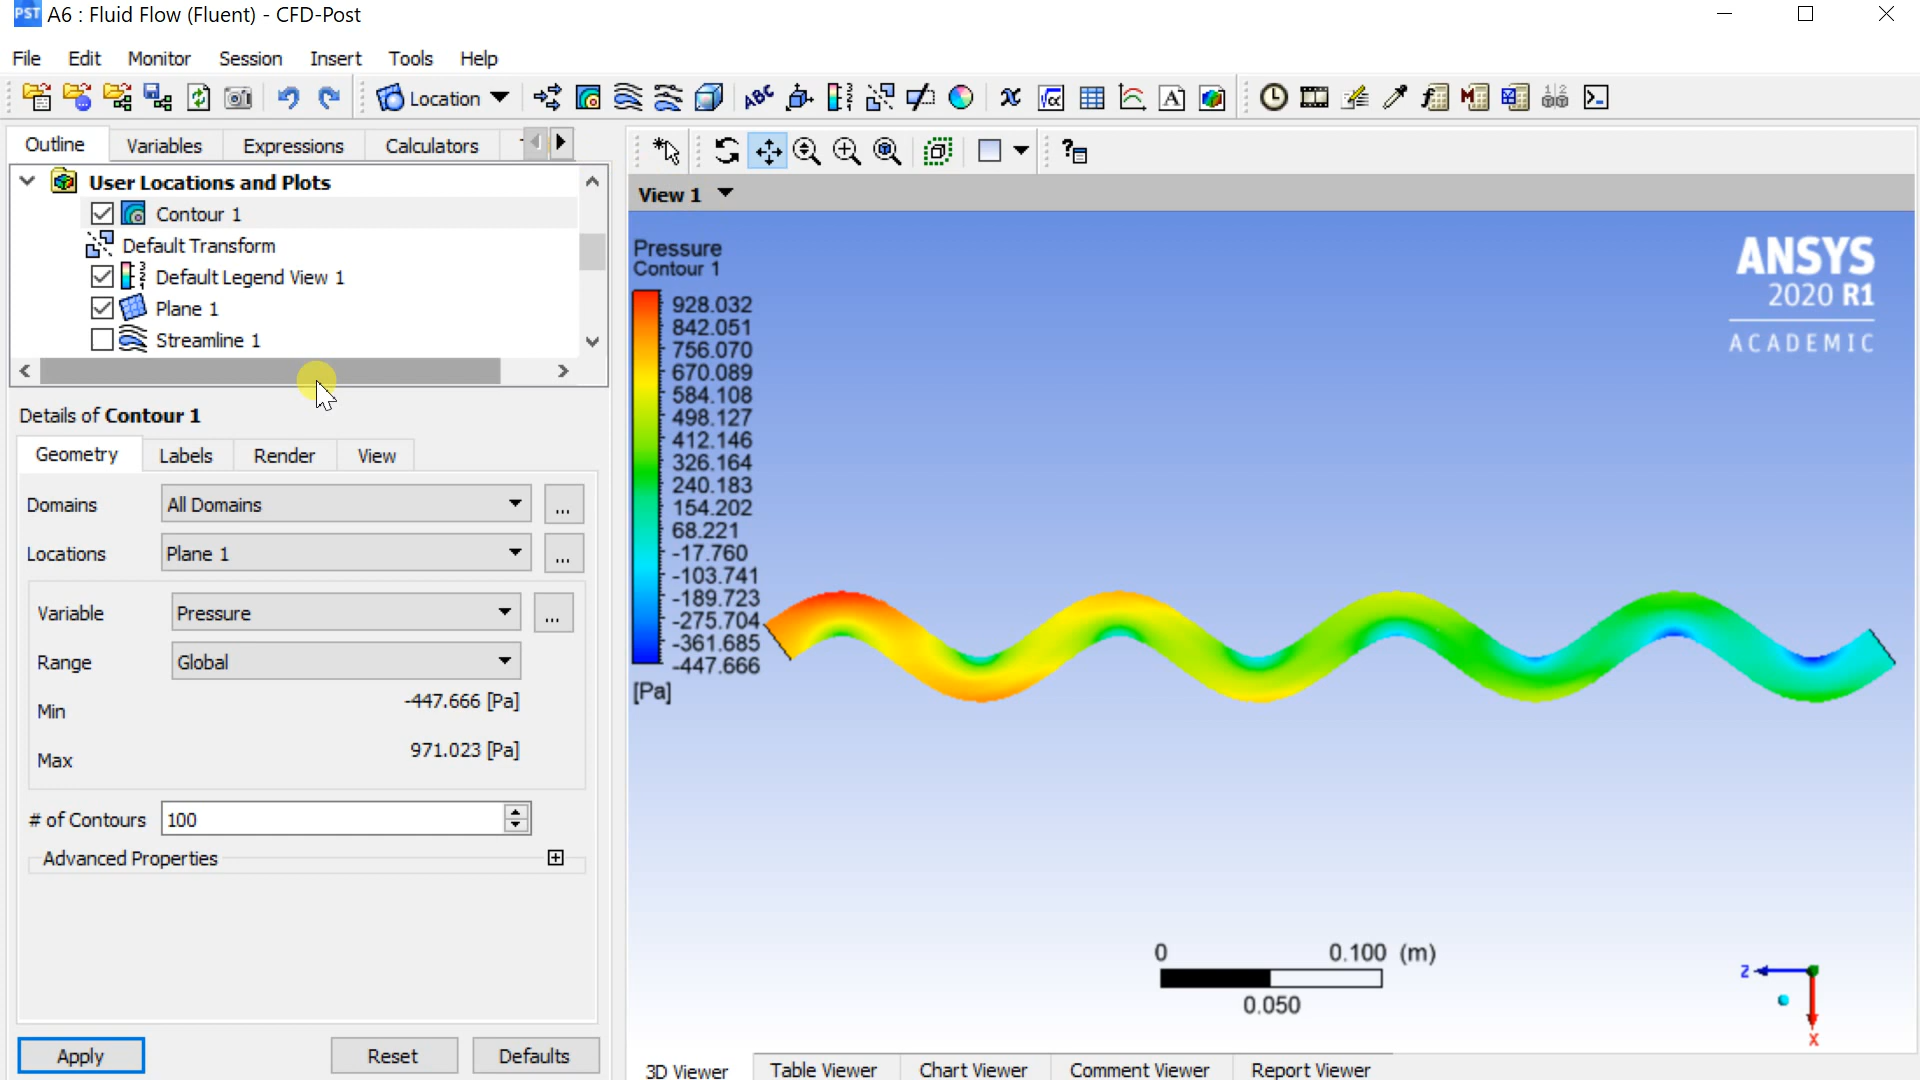 PST A6 : Fluid Flow (Fluent) - CFD-Post
File Edit Monitor Session Insert Tools Help
Location
Outline Variables Expressions Calculators
User Locations and Plots
Contour 1
Default Transform
Default Legend View 1
Plane 1
Streamline 1
Details of Contour 1
Geometry Labels Render View
Domains All Domains ...
Locations Plane 1 ...
Variable Pressure ...
Range Global
Min -447.666 [Pa]
Max 971.023 [Pa]
# of Contours 100
Advanced Properties
Apply Reset Defaults
View 1
Pressure
Contour 1
928.032
842.051
756.070
670.089
584.108
498.127
412.146
326.164
240.183
154.202
68.221
-17.760
-103.741
-189.723
-275.704
-361.685
-447.666
[Pa]
ANSYS
2020 R1
ACADEMIC
0 0.100 (m)
0.050
Z
X
3D Viewer Table Viewer Chart Viewer Comment Viewer Report Viewer